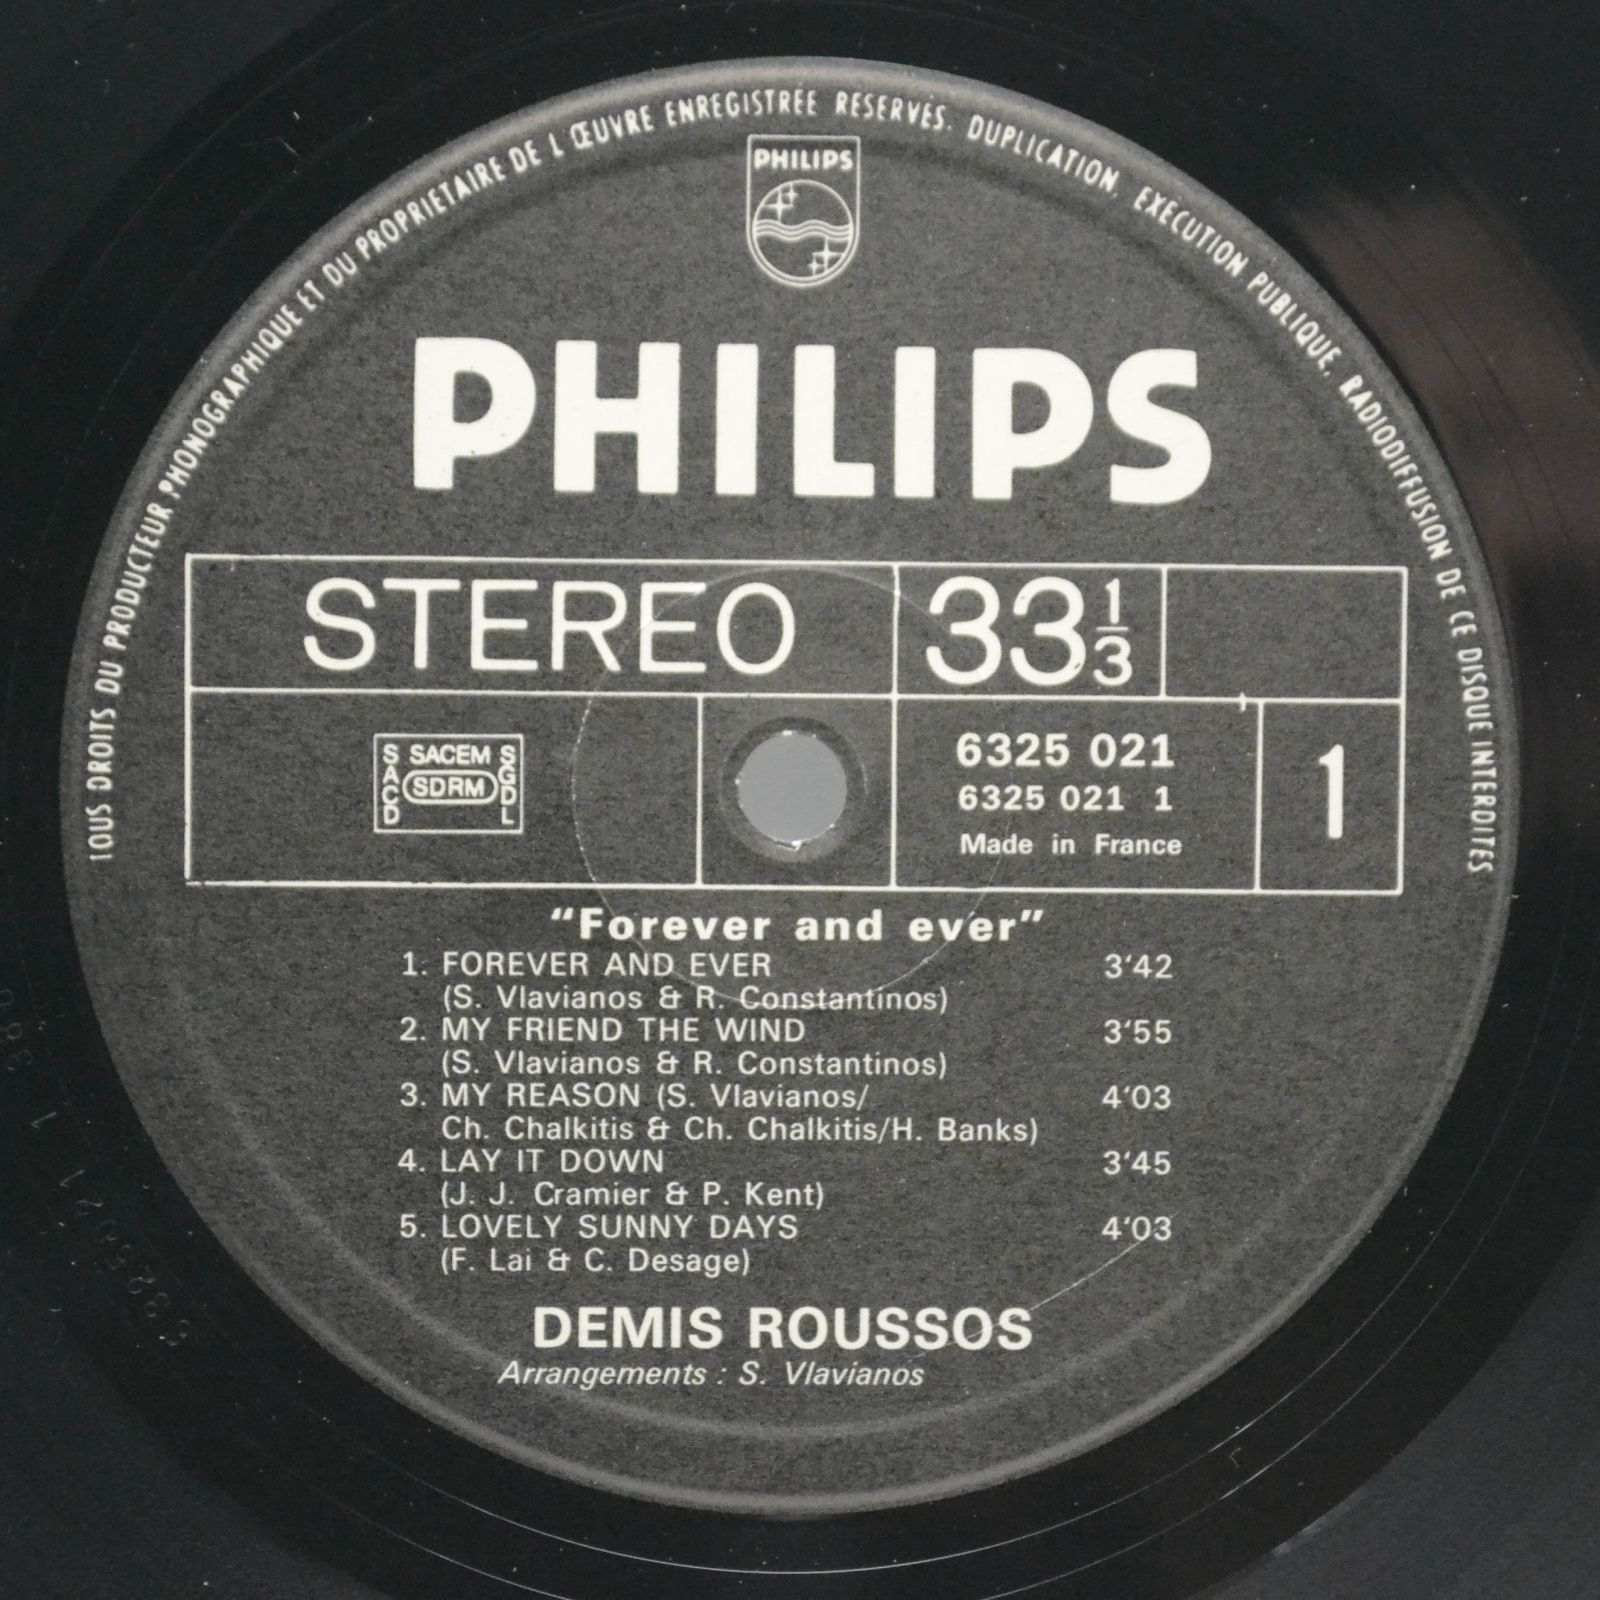 TOUS DROITS DU PRODUCTEUR PHONOGRAPHIQUE ET DU PROPRIETAIRE DE L'ŒUVRE ENREGISTRÉE RESERVÉS. DUPLICATION, EXECUTION PUBLIQUE, RADIODIFFUSION DE CE DISQUE INTERDITES
PHILIPS
PHILIPS
STEREO 33 1/3
SACD SACEM SDRM SGDL
6325 021
6325 021 1
Made in France
1
“Forever and ever”
1. FOREVER AND EVER 3'42
(S. Vlavianos & R. Constantinos)
2. MY FRIEND THE WIND 3'55
(S. Vlavianos & R. Constantinos)
3. MY REASON (S. Vlavianos/ 4'03
Ch. Chalkitis & Ch. Chalkitis/H. Banks)
4. LAY IT DOWN 3'45
(J. J. Cramier & P. Kent)
5. LOVELY SUNNY DAYS 4'03
(F. Lai & C. Desage)
DEMIS ROUSSOS
Arrangements : S. Vlavianos